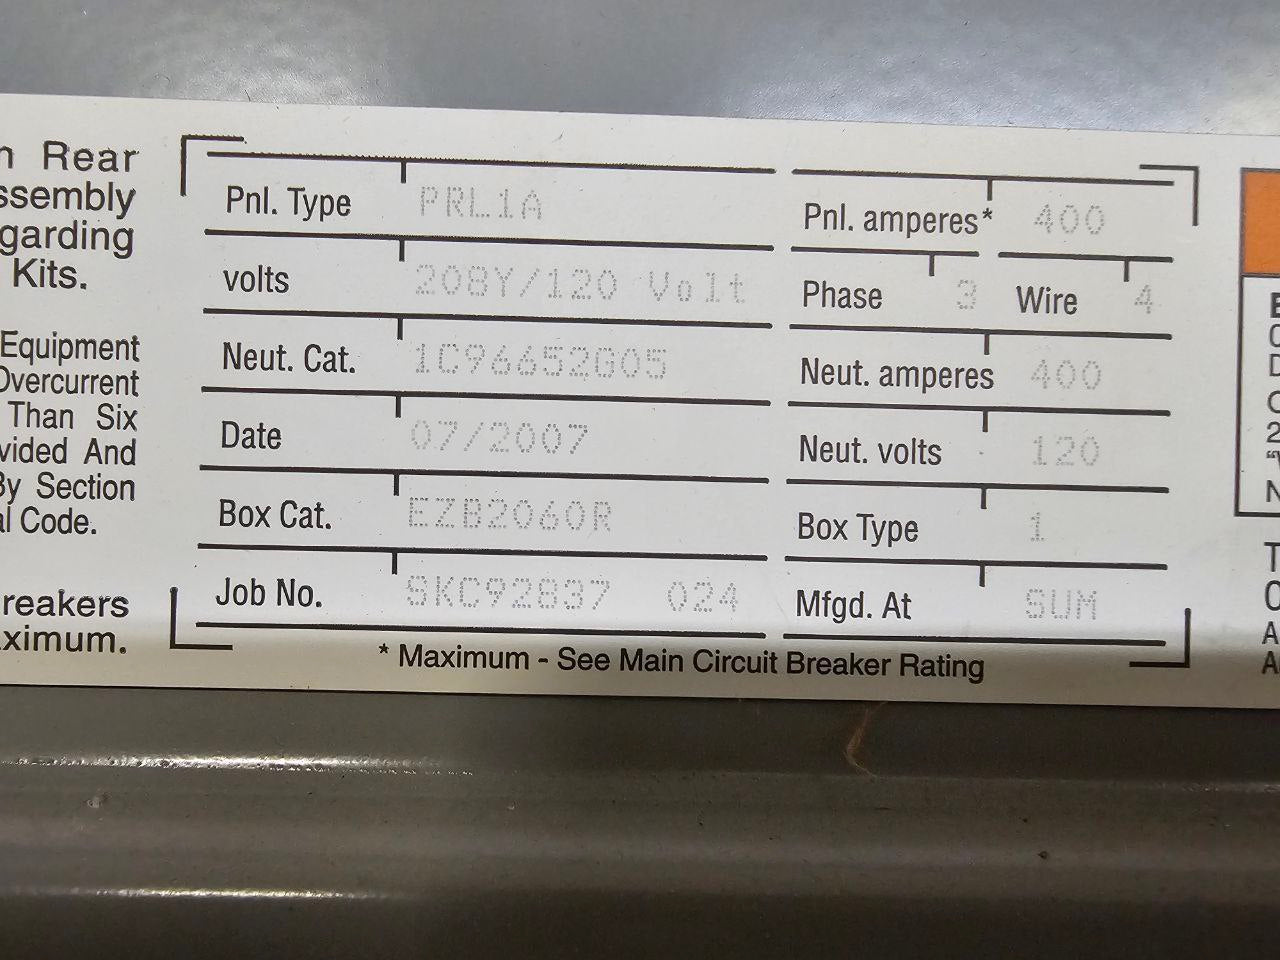 n Rear
ssembly
garding
Kits.
Equipment
Overcurrent
Than Six
vided And
By Section
al Code.
reakers
aximum.
Pnl. Type PRL1A Pnl. amperes* 400
volts 208Y/120 Volt Phase 3 Wire 4
Neut. Cat. 1C96652G05 Neut. amperes 400
Date 07/2007 Neut. volts 120
Box Cat. EZB2060R Box Type 1
Job No. SKC92837 024 Mfgd. At SUM
* Maximum - See Main Circuit Breaker Rating